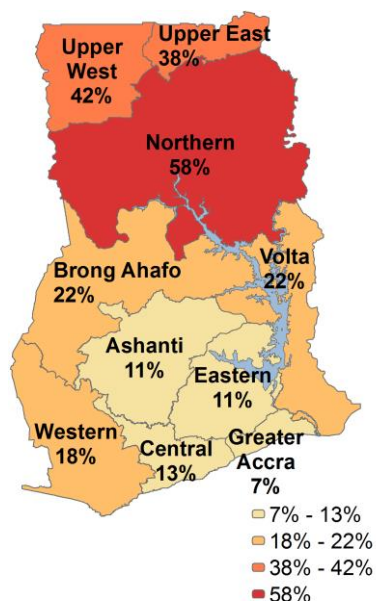 Upper East
38%
Upper
West
42%
Northern
58%
Volta
22%
Brong Ahafo
22%
Ashanti
11%
Eastern
11%
Western
18%
Central
13%
Greater
Accra
7%
7% - 13%
18% - 22%
38% - 42%
58%